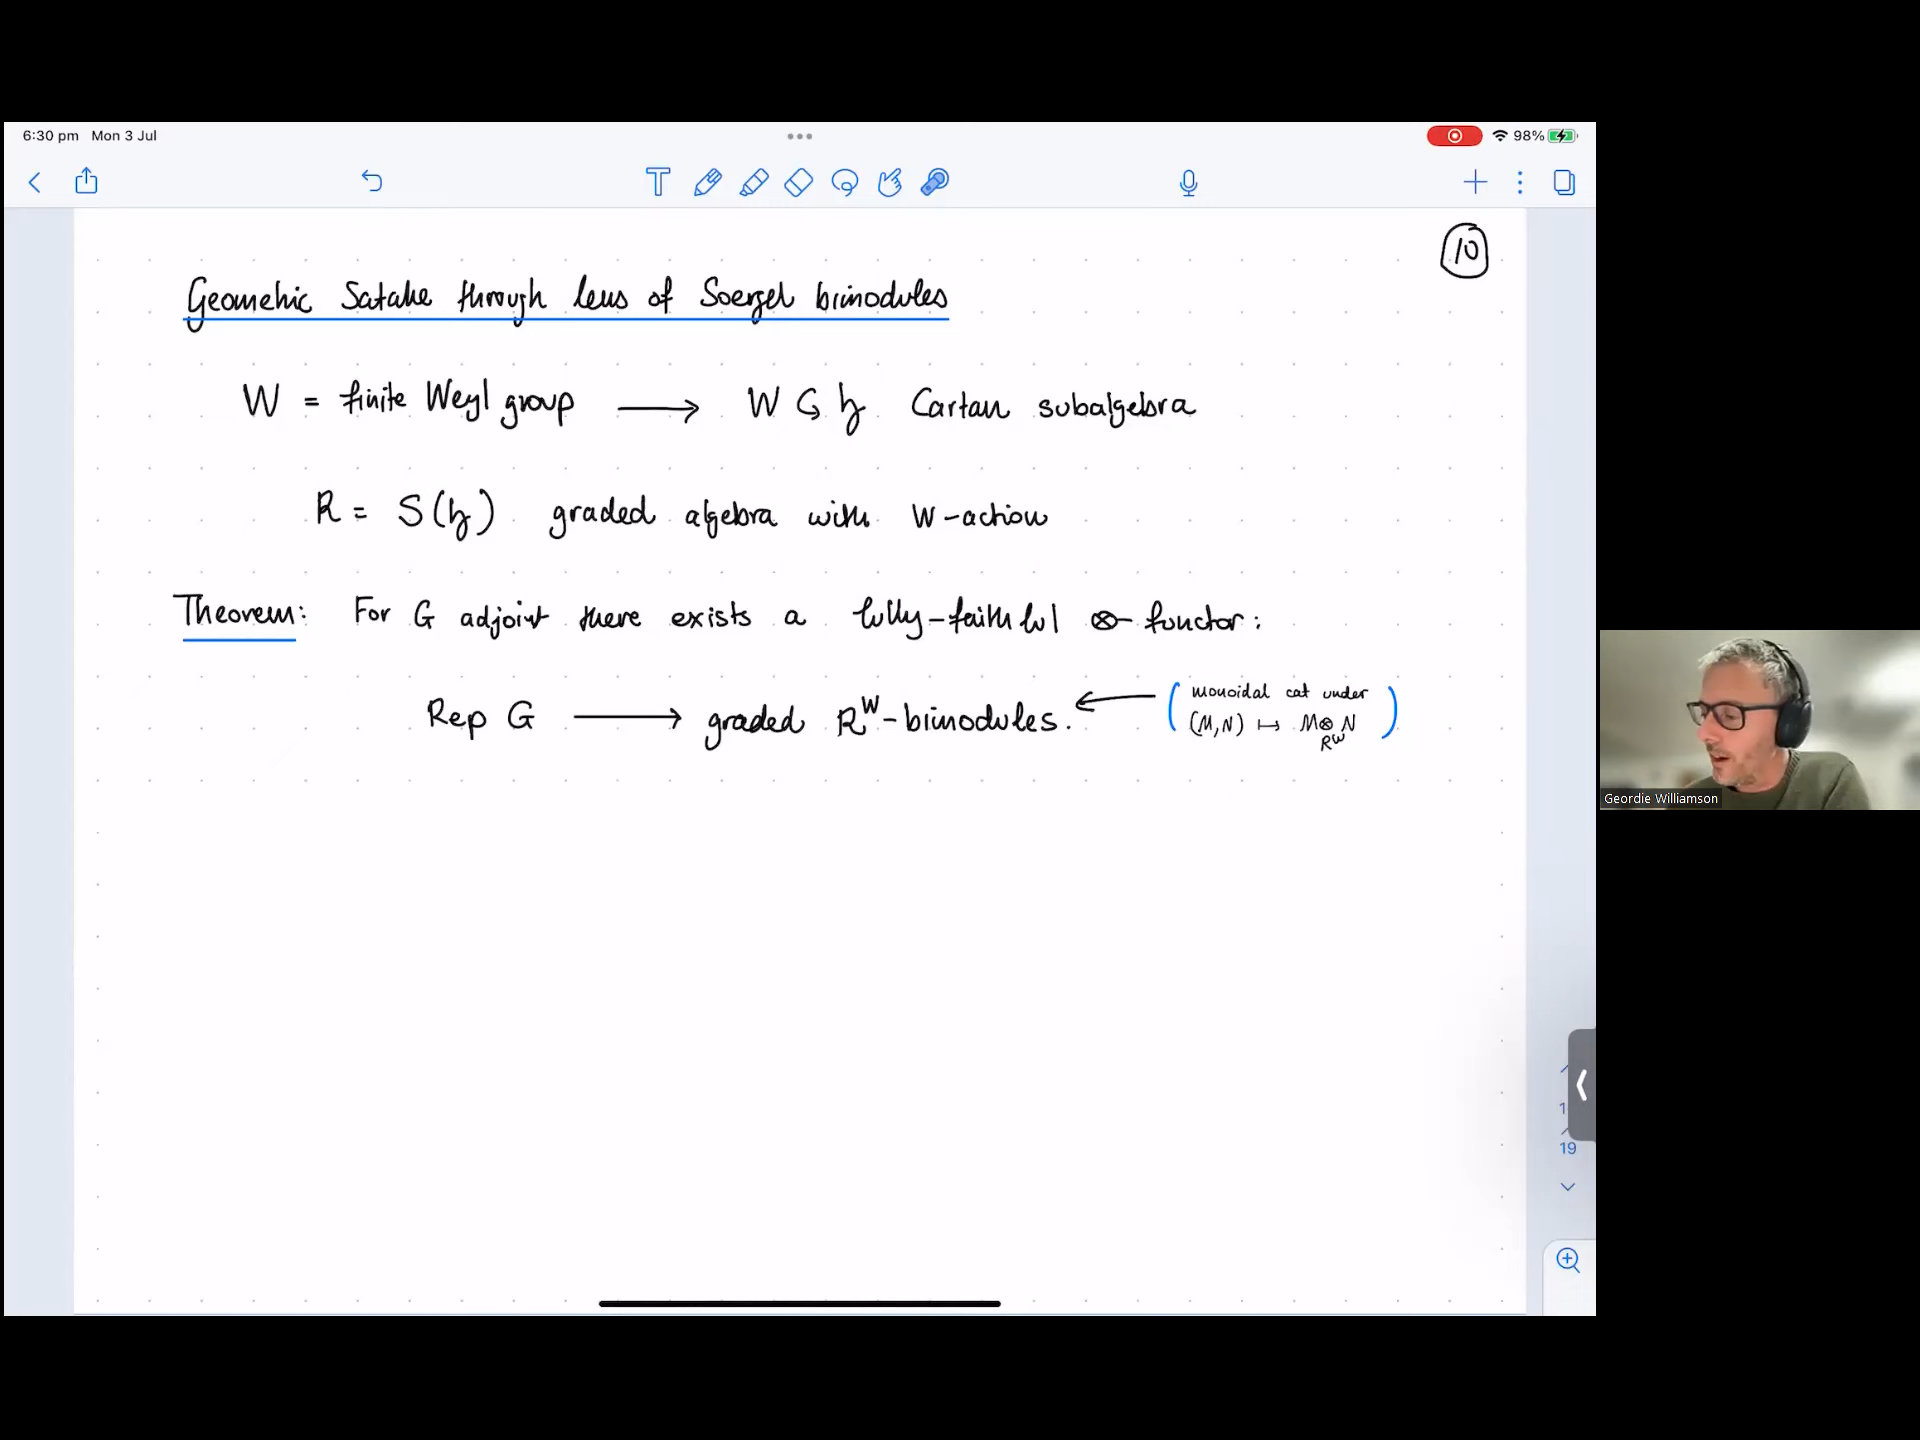 6:30 pm Mon 3 Jul
98%
10
Geometric Satake through lens of Soergel bimodules
W = finite Weyl group ⟶ W ↺ 𝔥 Cartan subalgebra
R = S(𝔥) graded algebra with W-action
Theorem: For G adjoint there exists a fully-faithful ⊗-functor:
Rep G ⟶ graded R^W-bimodules. ⟵ (monoidal cat under
(M,N) ↦ M⊗N)
R^W
Geordie Williamson
19